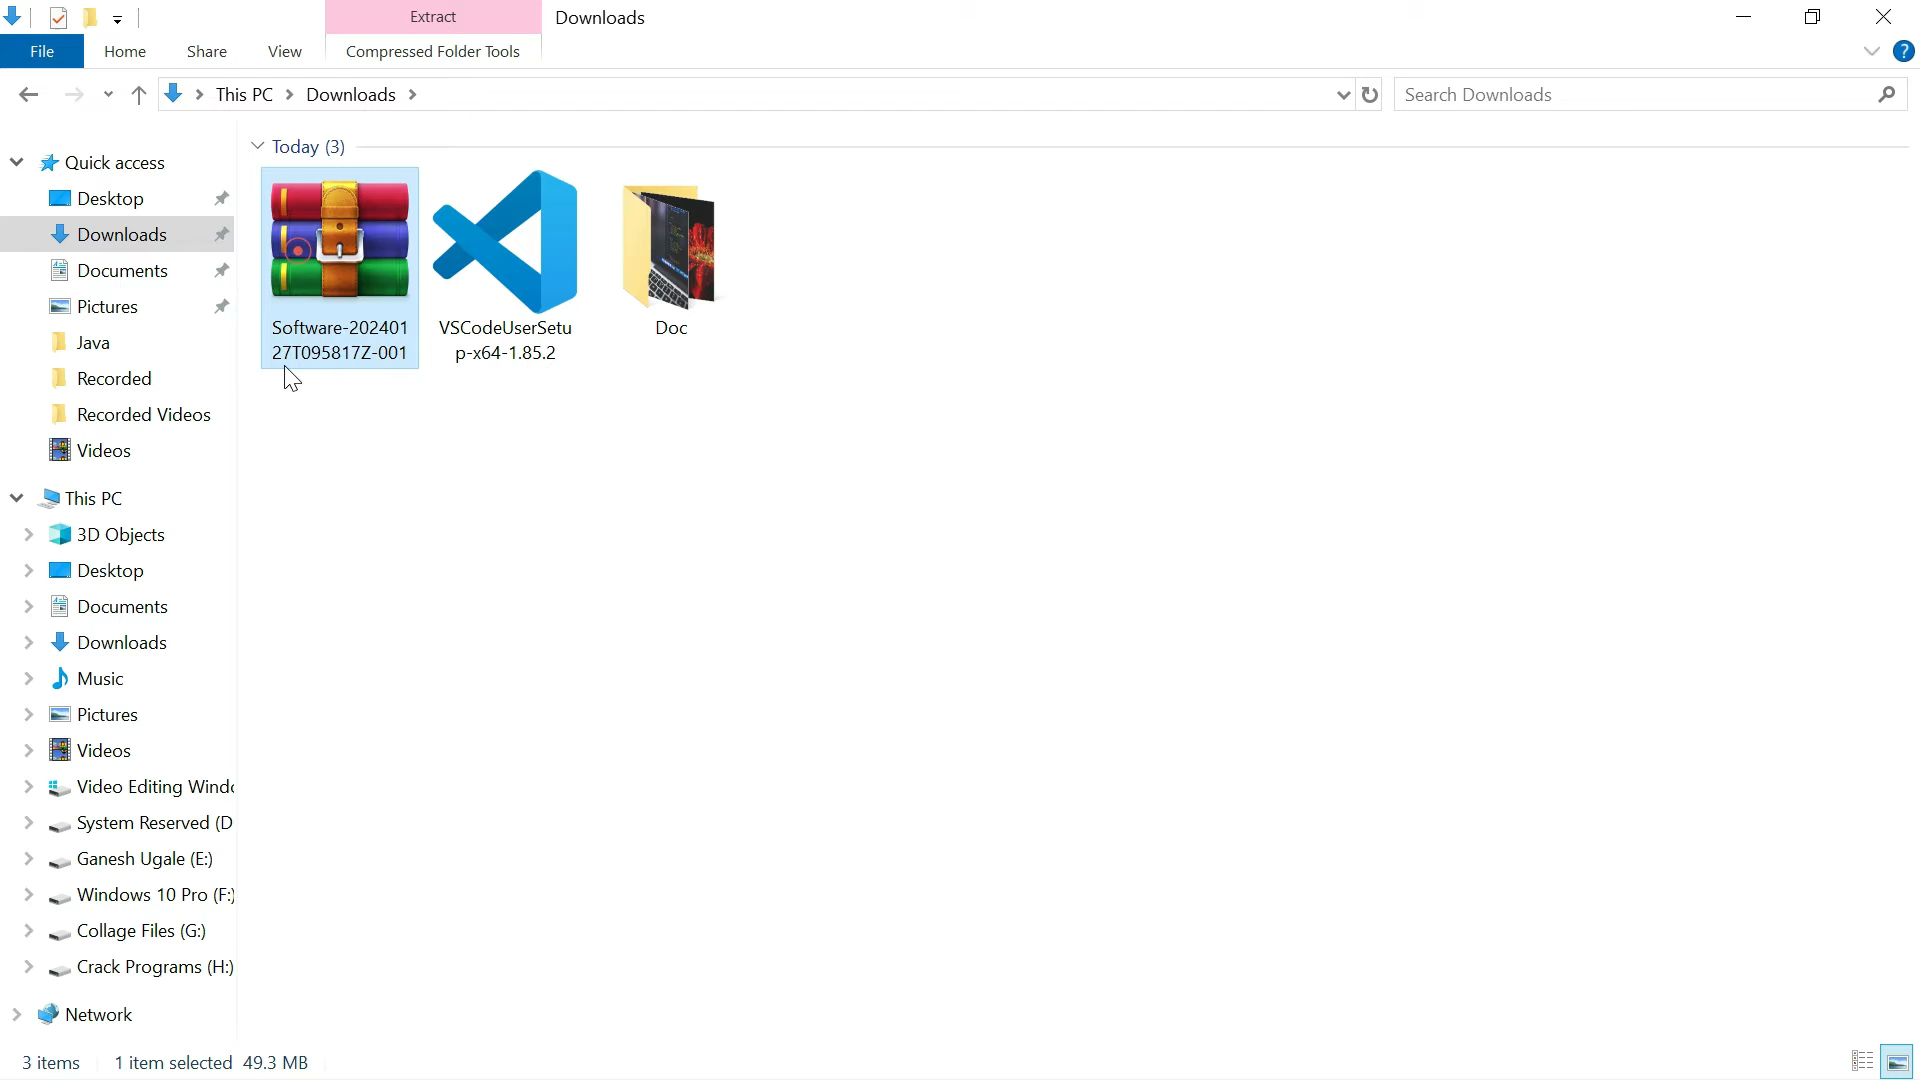 Extract
Downloads
File
Home
Share
View
Compressed Folder Tools
?
This PC
Downloads
Search Downloads
Quick access
Desktop
Downloads
Documents
Pictures
Java
Recorded
Recorded Videos
Videos
This PC
3D Objects
Desktop
Documents
Downloads
Music
Pictures
Videos
Video Editing Windo
System Reserved (D
Ganesh Ugale (E:)
Windows 10 Pro (F:)
Collage Files (G:)
Crack Programs (H:)
Network
Today (3)
Software-202401
27T095817Z-001
VSCodeUserSetu
p-x64-1.85.2
Doc
3 items
1 item selected 49.3 MB